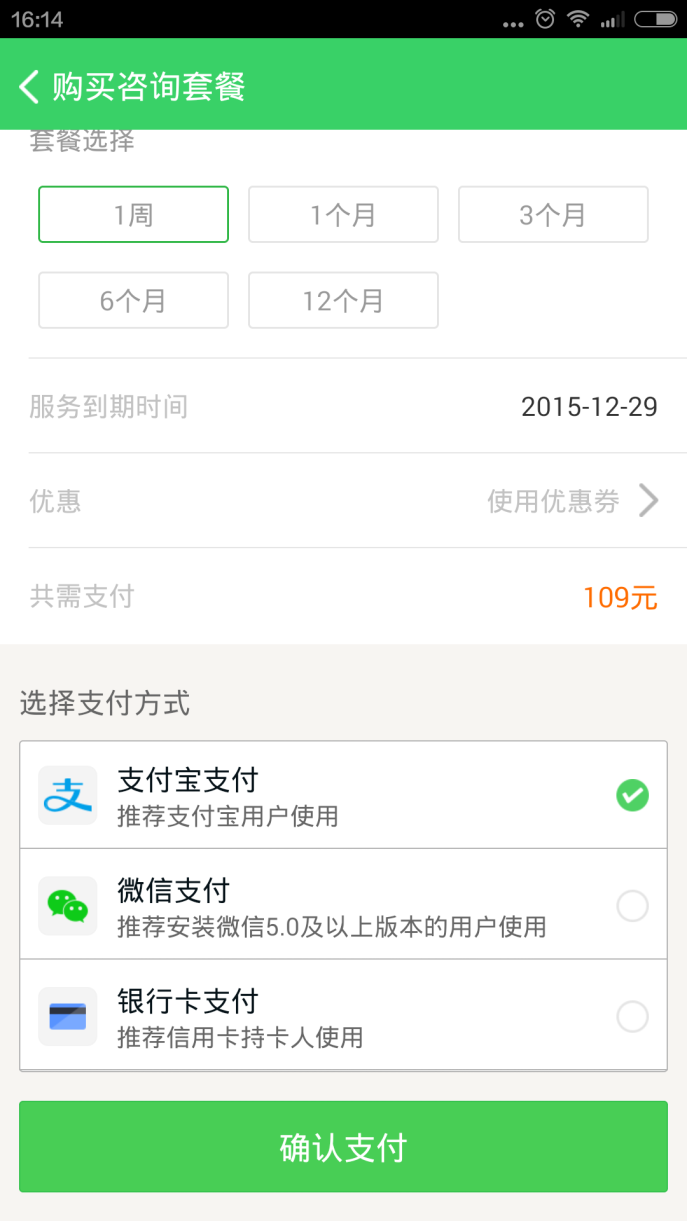 16:14
购买咨询套餐
套餐选择
1周
1个月
3个月
6个月
12个月
服务到期时间
2015-12-29
优惠
使用优惠券
共需支付
109元
选择支付方式
支
支付宝支付
推荐支付宝用户使用
微信支付
推荐安装微信5.0及以上版本的用户使用
银行卡支付
推荐信用卡持卡人使用
确认支付